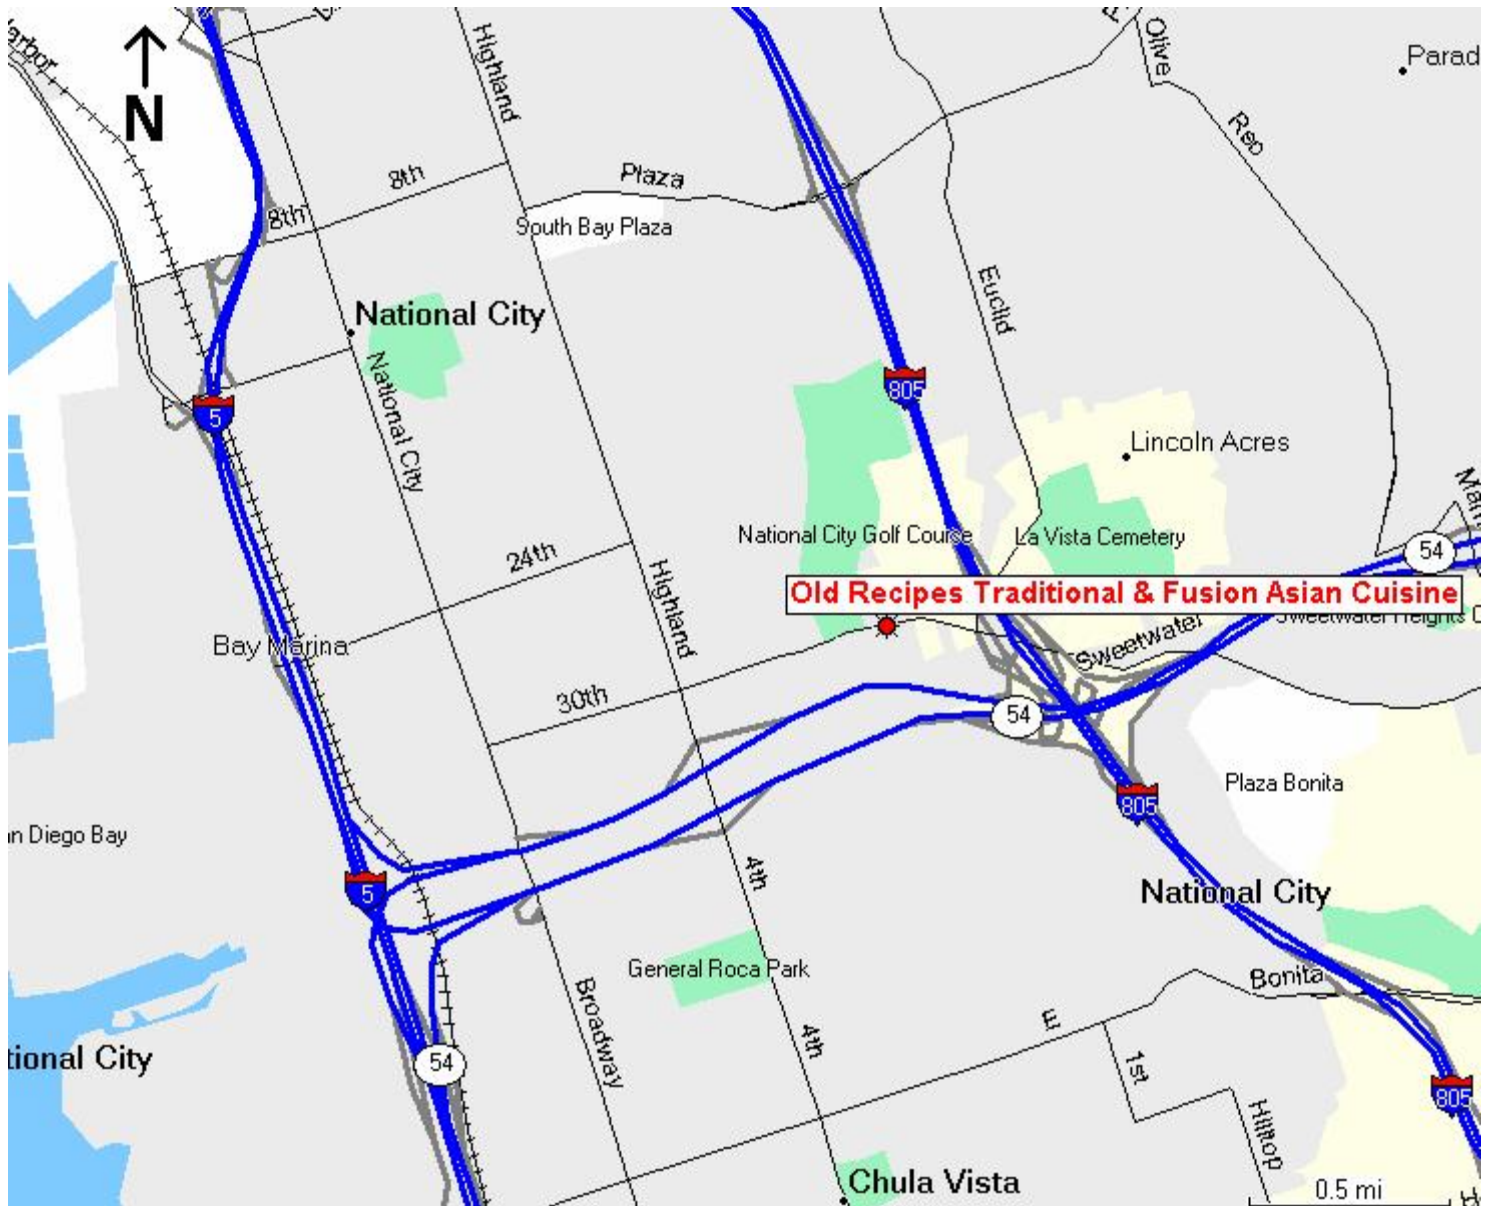 Highland
Olive
Parad
N
Reo
8th
Plaza
8th
South Bay Plaza
Euclid
National City
National City
5
805
Lincoln Acres
National City Golf Course
La Vista Cemetery
54
24th
Highland
Old Recipes Traditional & Fusion Asian Cuisine
Sweetwater Heights C
Bay Marina
Sweetwater
30th
54
Plaza Bonita
805
an Diego Bay
4th
5
National City
General Roca Park
Bonita
Broadway
E
4th
tional City
54
1st
805
Hilltop
Chula Vista
0.5 mi